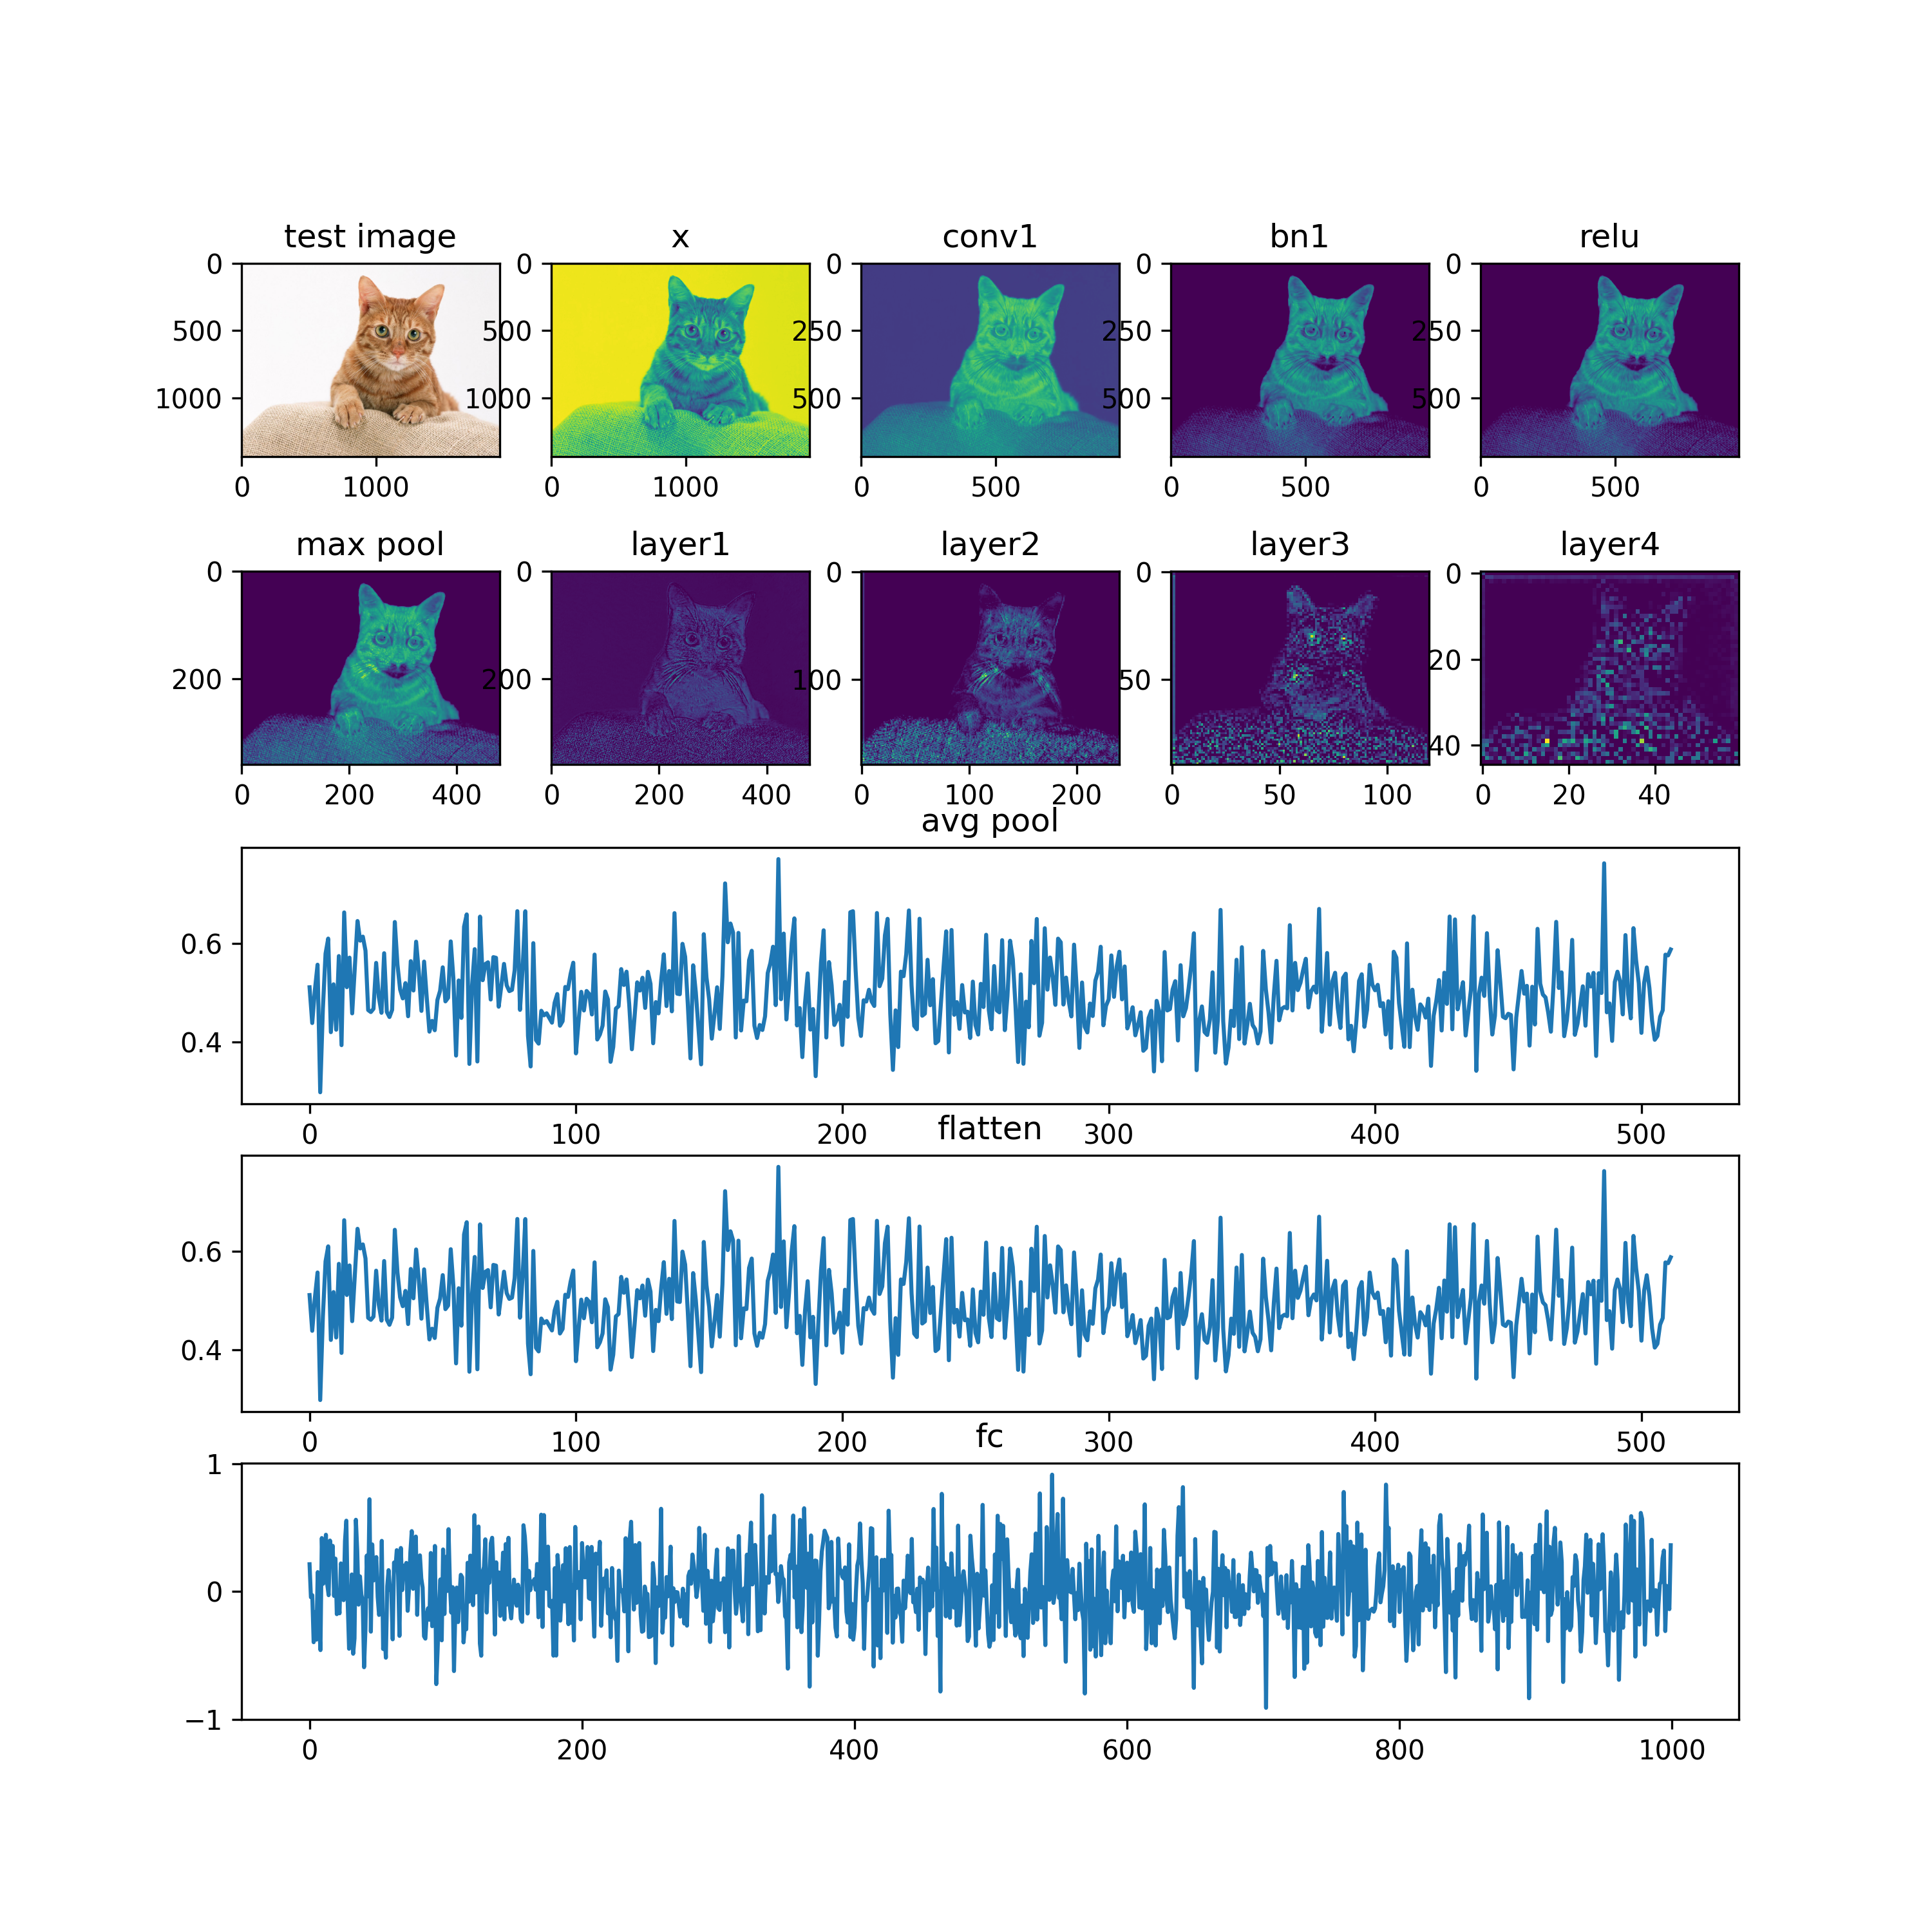 test image x conv1 bn1 relu
0 0 0 0 0
500 500 250 250 250
1000 1000 500 500 500
0 1000 0 1000 0 500 0 500 0 500
max pool layer1 layer2 layer3 layer4
0 0 0 0 0
20
200 200 100 50
40
0 200 400 0 200 400 0 100 200 0 50 100 0 20 40
avg pool
0.6
0.4
0 100 200 300 400 500
flatten
0.6
0.4
0 100 200 300 400 500
fc
1
0
−1
0 200 400 600 800 1000